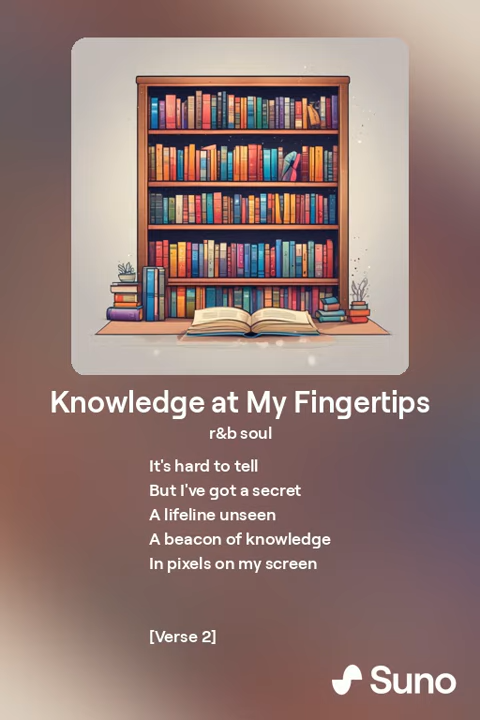 Knowledge at My Fingertips
r&b soul
It's hard to tell
But I've got a secret
A lifeline unseen
A beacon of knowledge
In pixels on my screen
[Verse 2]
Suno